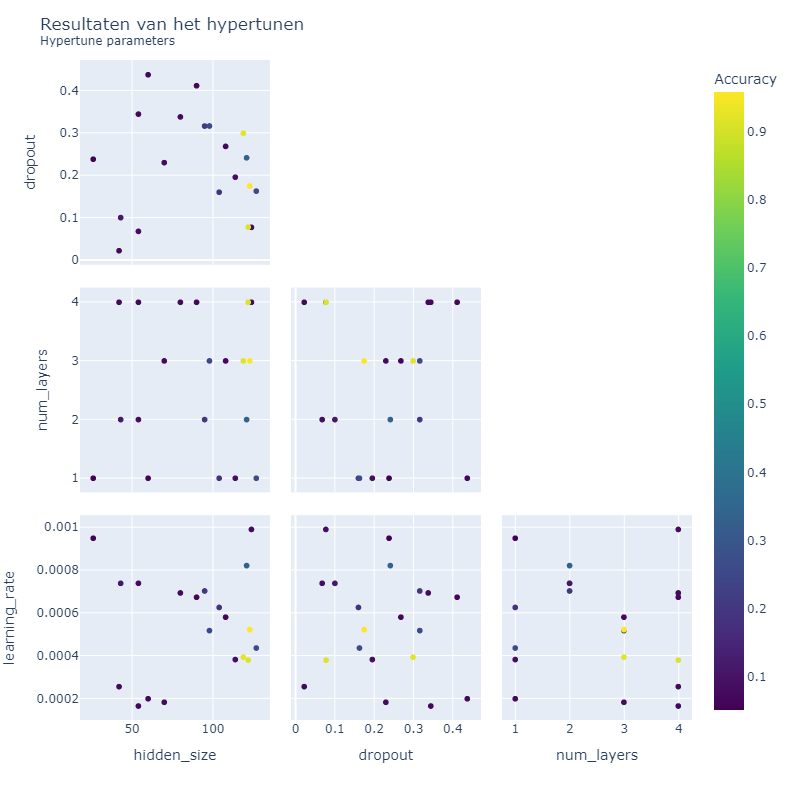 Resultaten van het hypertunen
Hypertune parameters
Accuracy
0.4
0.3
0.2
0.1
0
dropout
4
3
2
1
num_layers
0.001
0.0008
0.0006
0.0004
0.0002
learning_rate
50 100
hidden_size
0 0.1 0.2 0.3 0.4
dropout
1 2 3 4
num_layers
0.9
0.8
0.7
0.6
0.5
0.4
0.3
0.2
0.1